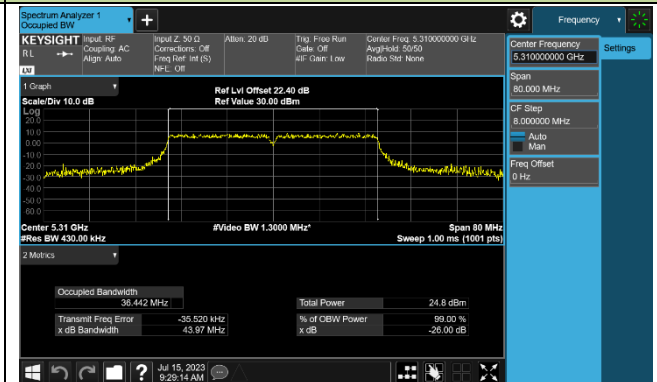 Spectrum Analyzer 1
Occupied BW
Frequency
KEYSIGHT
RL
LXI
Input: RF
Coupling: AC
Align: Auto
Input Z: 50 Ω
Corrections: Off
Freq Ref: Int (S)
NFE: Off
Atten: 20 dB
Trig: Free Run
Gate: Off
#IF Gain: Low
Center Freq: 5.310000000 GHz
Avg|Hold: 50/50
Radio Std: None
Center Frequency
5.310000000 GHz
Settings
Span
80.000 MHz
CF Step
8.000000 MHz
Auto
Man
Freq Offset
0 Hz
1 Graph
Scale/Div 10.0 dB
Ref Lvl Offset 22.40 dB
Ref Value 30.00 dBm
Log
20.0
10.0
0.00
-10.0
-20.0
-30.0
-40.0
-50.0
-60.0
Center 5.31 GHz
#Res BW 430.00 kHz
#Video BW 1.3000 MHz*
Span 80 MHz
Sweep 1.00 ms (1001 pts)
2 Metrics
Occupied Bandwidth
36.442 MHz
Total Power 24.8 dBm
Transmit Freq Error -35.520 kHz
% of OBW Power 99.00 %
x dB Bandwidth 43.97 MHz
x dB -26.00 dB
Jul 15, 2023
9:29:14 AM